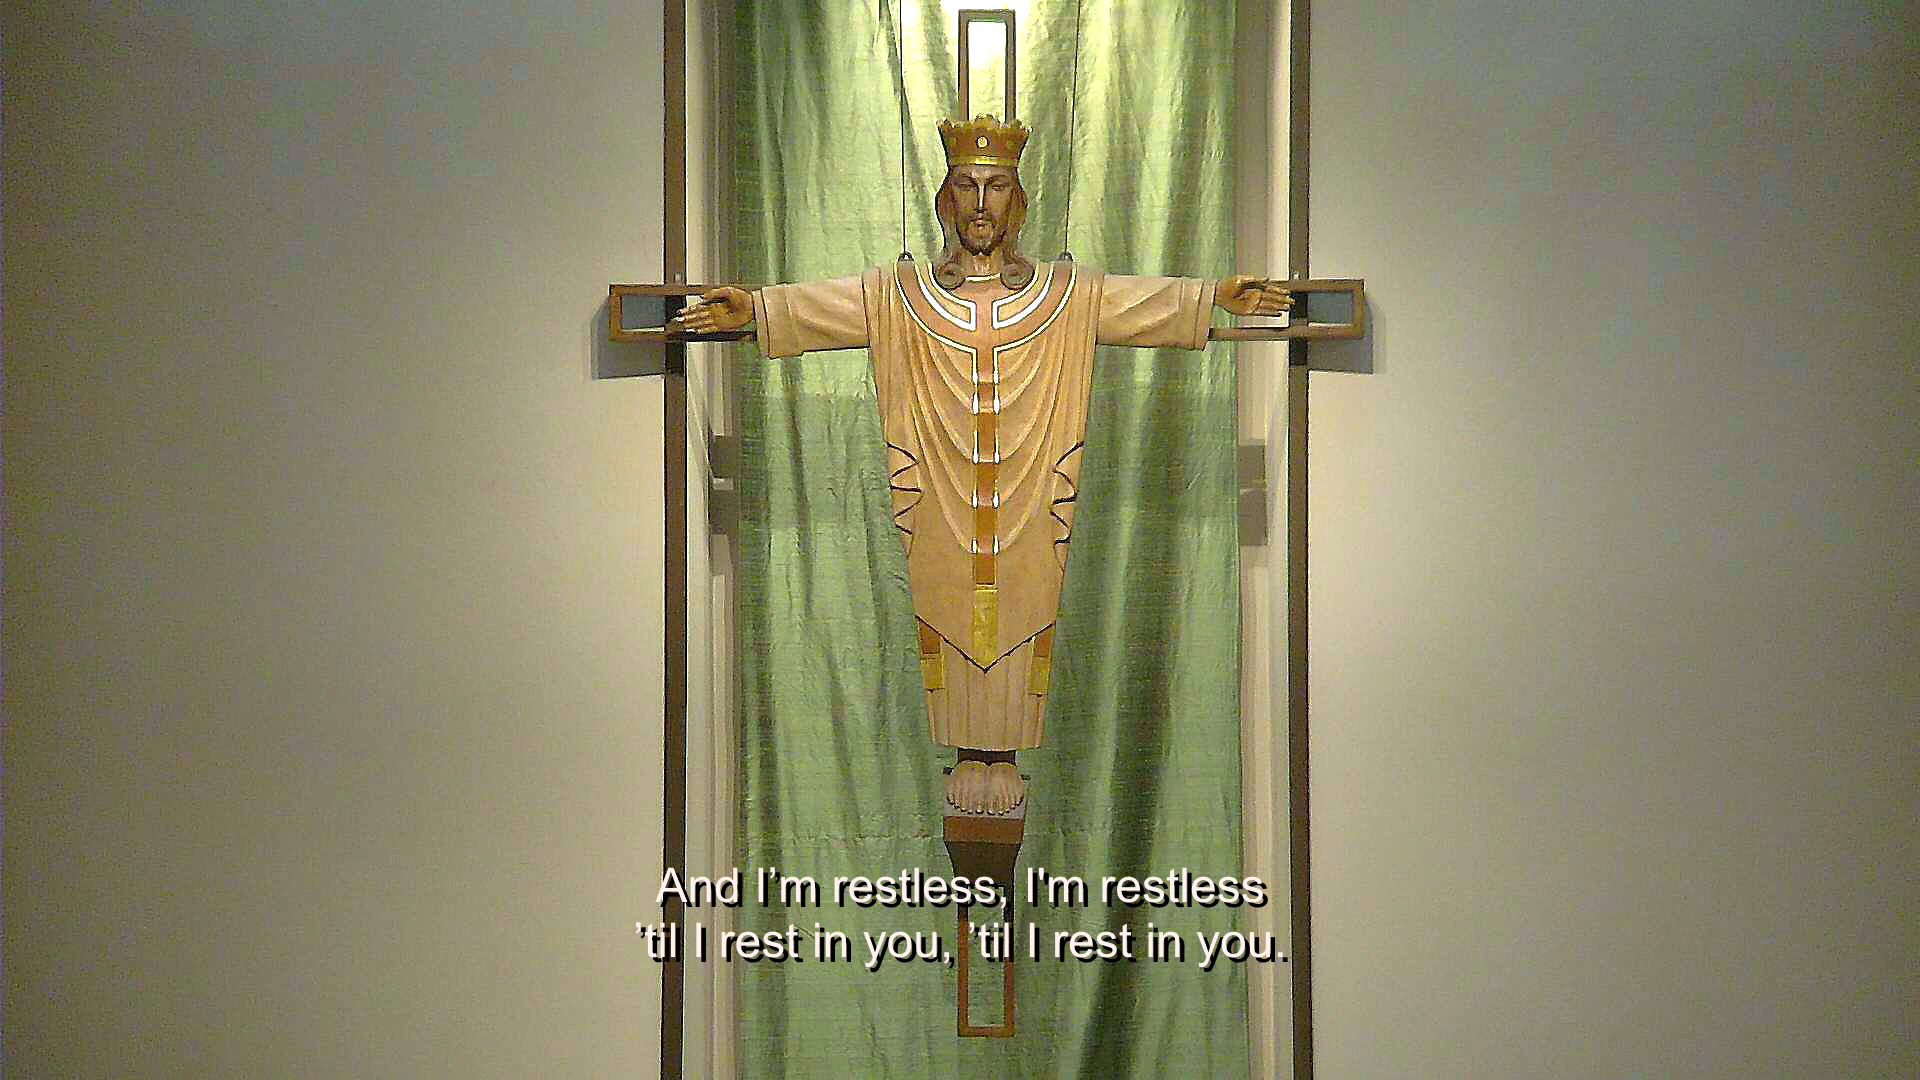 And I’m restless, I'm restless
’til I rest in you, ’til I rest in you.